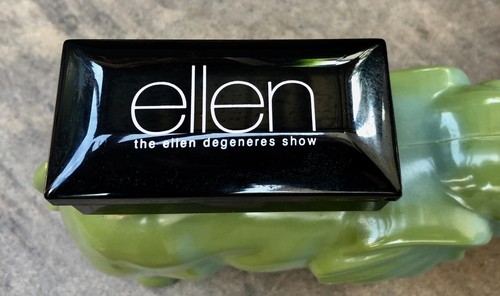 ellen
the ellen degeneres show